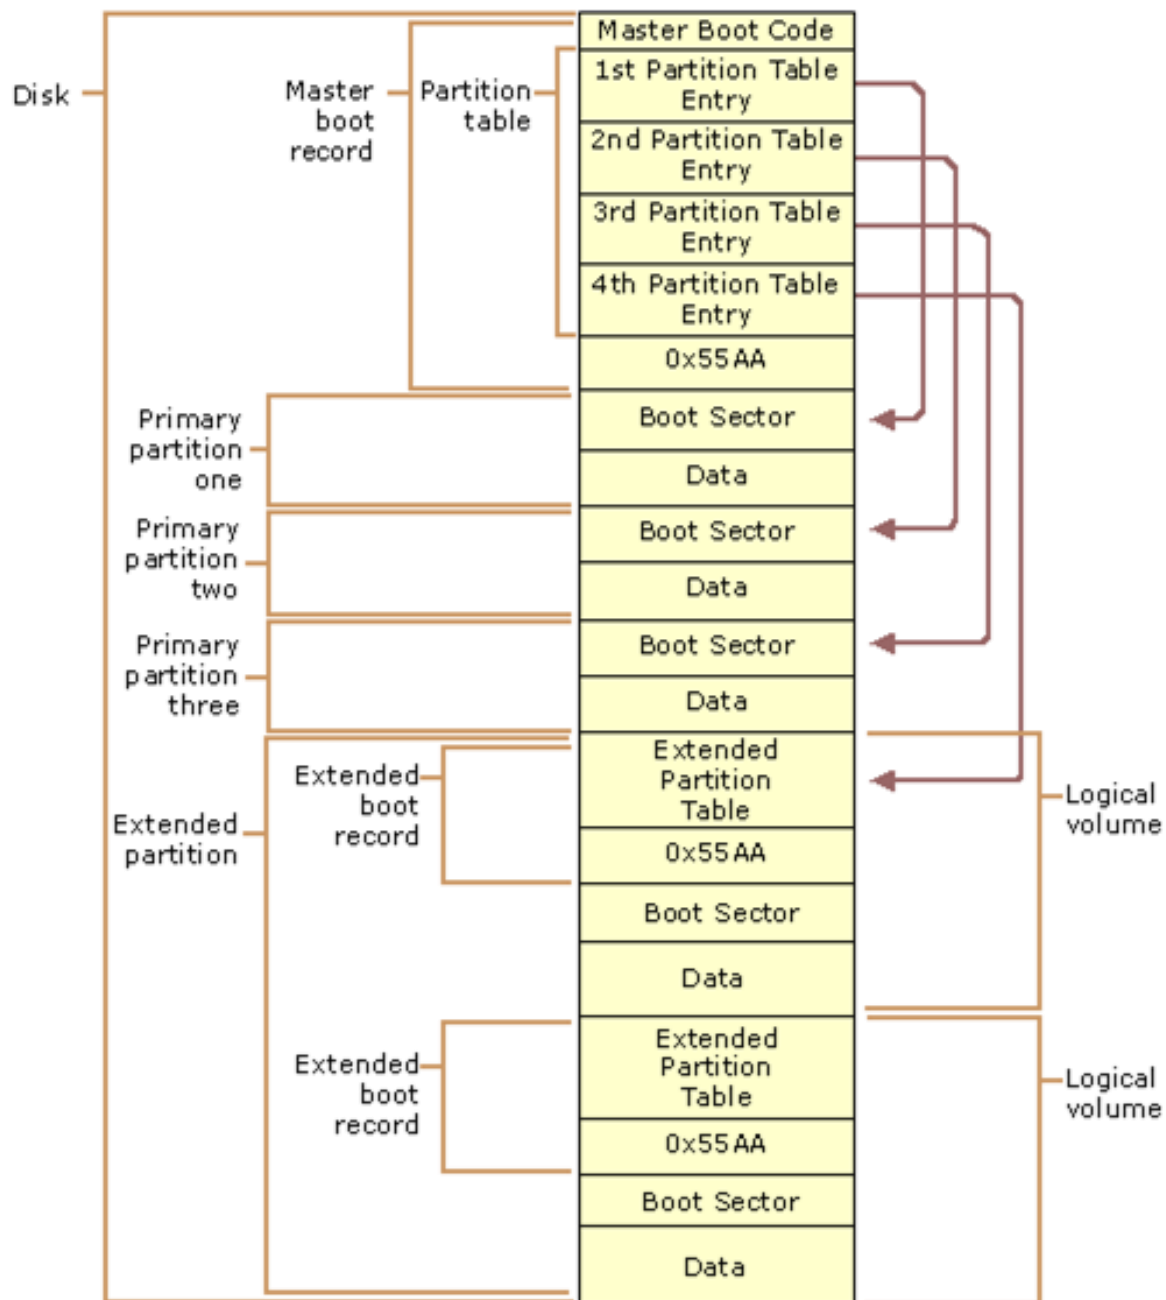 Disk
Master
boot
record
Partition
table
Master Boot Code
1st Partition Table
Entry
2nd Partition Table
Entry
3rd Partition Table
Entry
4th Partition Table
Entry
0x55AA
Primary
partition
one
Boot Sector
Data
Primary
partition
two
Boot Sector
Data
Primary
partition
three
Boot Sector
Data
Extended
partition
Extended
boot
record
Extended
Partition
Table
0x55AA
Boot Sector
Data
Logical
volume
Extended
boot
record
Extended
Partition
Table
0x55AA
Boot Sector
Data
Logical
volume